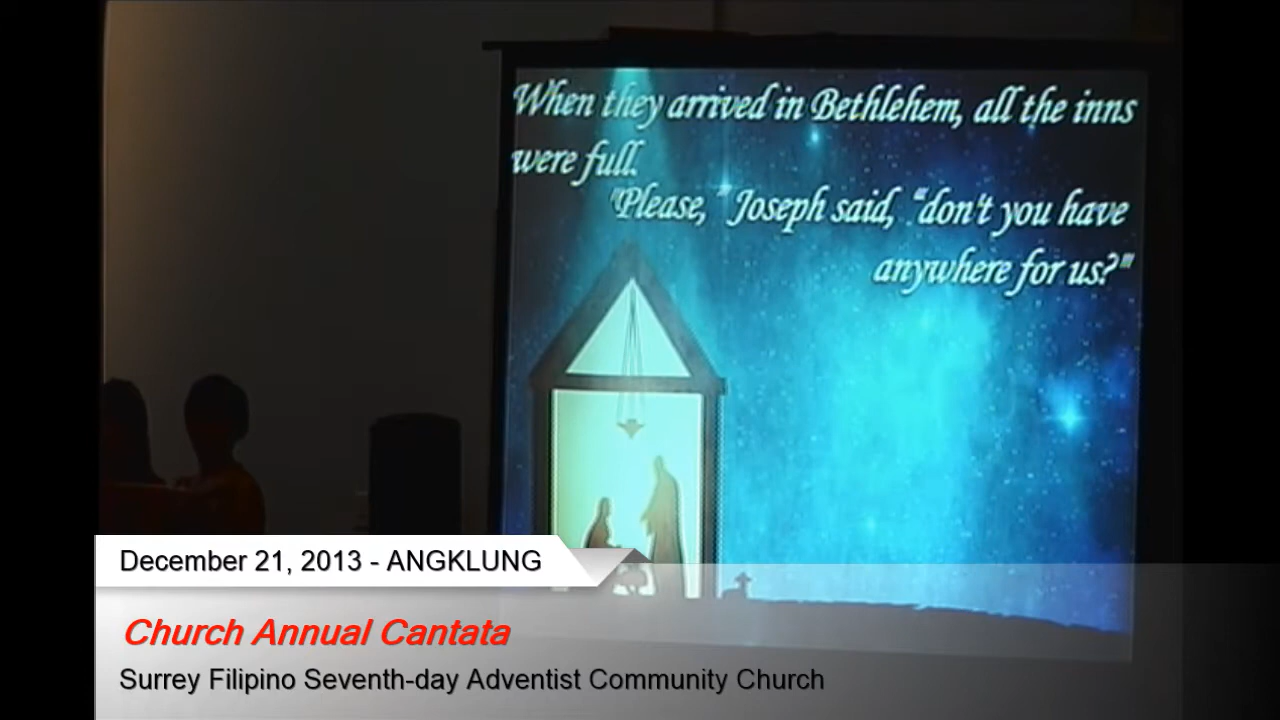 When they arrived in Bethlehem, all the inns
were full.
"Please, " Joseph said, "don't you have
anywhere for us?"
December 21, 2013 - ANGKLUNG
Church Annual Cantata
Surrey Filipino Seventh-day Adventist Community Church